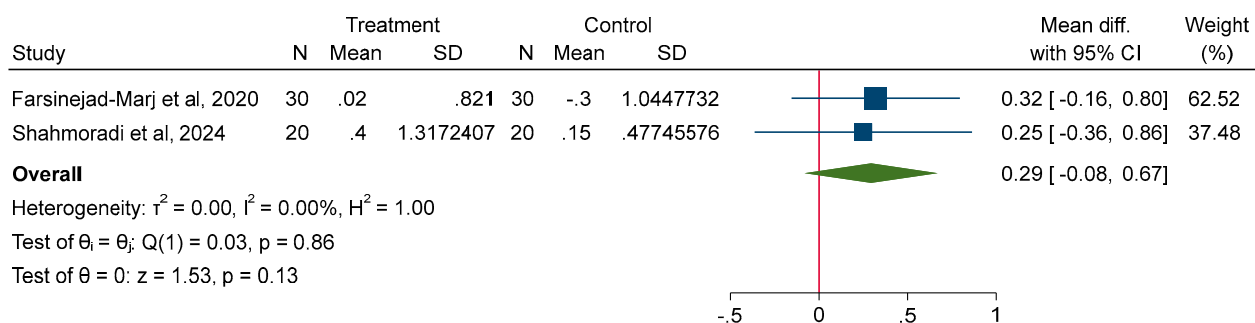 Treatment Control Mean diff. Weight
Study N Mean SD N Mean SD with 95% CI (%)
Farsinejad-Marj et al, 2020 30 .02 .821 30 -.3 1.0447732 0.32 [ -0.16, 0.80] 62.52
Shahmoradi et al, 2024 20 .4 1.3172407 20 .15 .47745576 0.25 [ -0.36, 0.86] 37.48
Overall 0.29 [ -0.08, 0.67]
Heterogeneity: τ² = 0.00, I² = 0.00%, H² = 1.00
Test of θᵢ = θⱼ: Q(1) = 0.03, p = 0.86
Test of θ = 0: z = 1.53, p = 0.13
-.5 0 .5 1